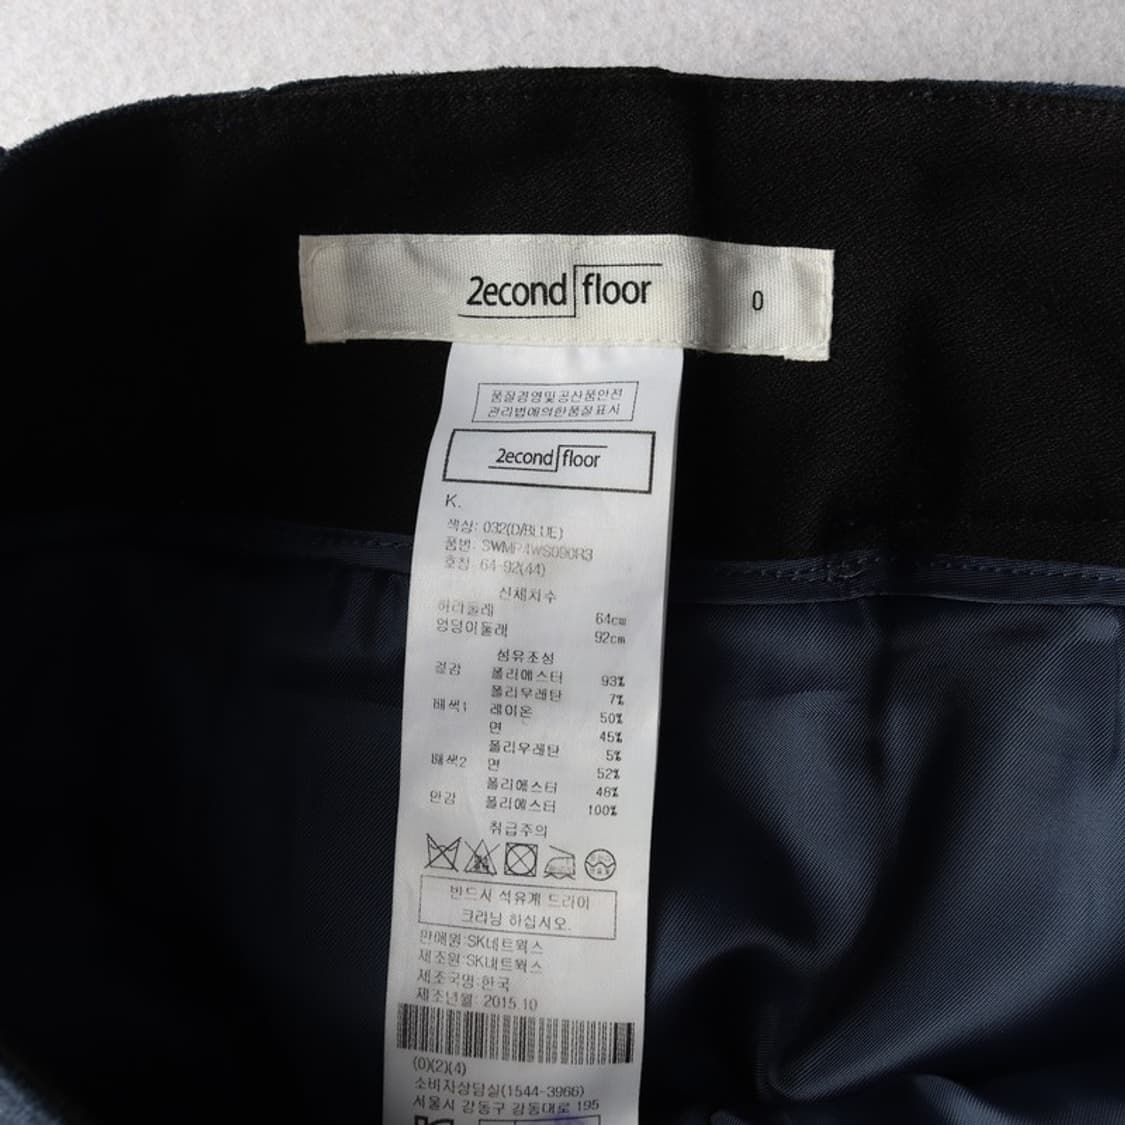 2econd floor 0
품질경영및공산품안전
관리법에의한품질표시
2econd floor
K.
색상: 032(D/BLUE)
품번: SWMP4WS090R3
호칭: 64-92(44)
신체치수
허리둘레 64cm
엉덩이둘레 92cm
섬유조성
겉감 폴리에스터 93%
폴리우레탄 7%
배색1 레이온 50%
면 45%
폴리우레탄 5%
배색2 면 52%
폴리에스터 48%
안감 폴리에스터 100%
취급주의
반드시 석유계 드라이
크리닝 하십시오.
판매원:SK네트웍스
제조원:SK네트웍스
제조국명:한국
제조년월: 2015.10
(0)(2)(4)
소비자상담실(1544-3966)
서울시 강동구 강동대로 195